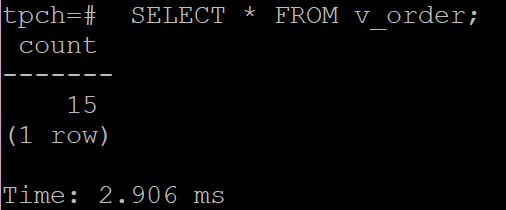 tpch=#  SELECT * FROM v_order;
 count
-------
    15
(1 row)

Time: 2.906 ms